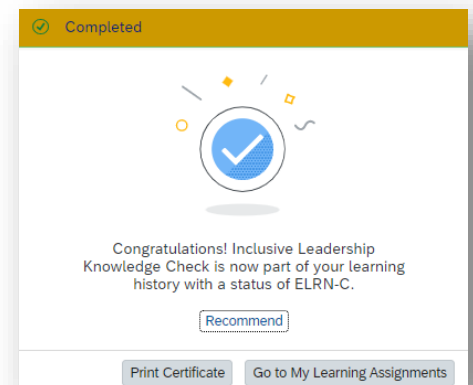 Completed
Congratulations! Inclusive Leadership
Knowledge Check is now part of your learning
history with a status of ELRN-C.
Recommend
Print Certificate Go to My Learning Assignments